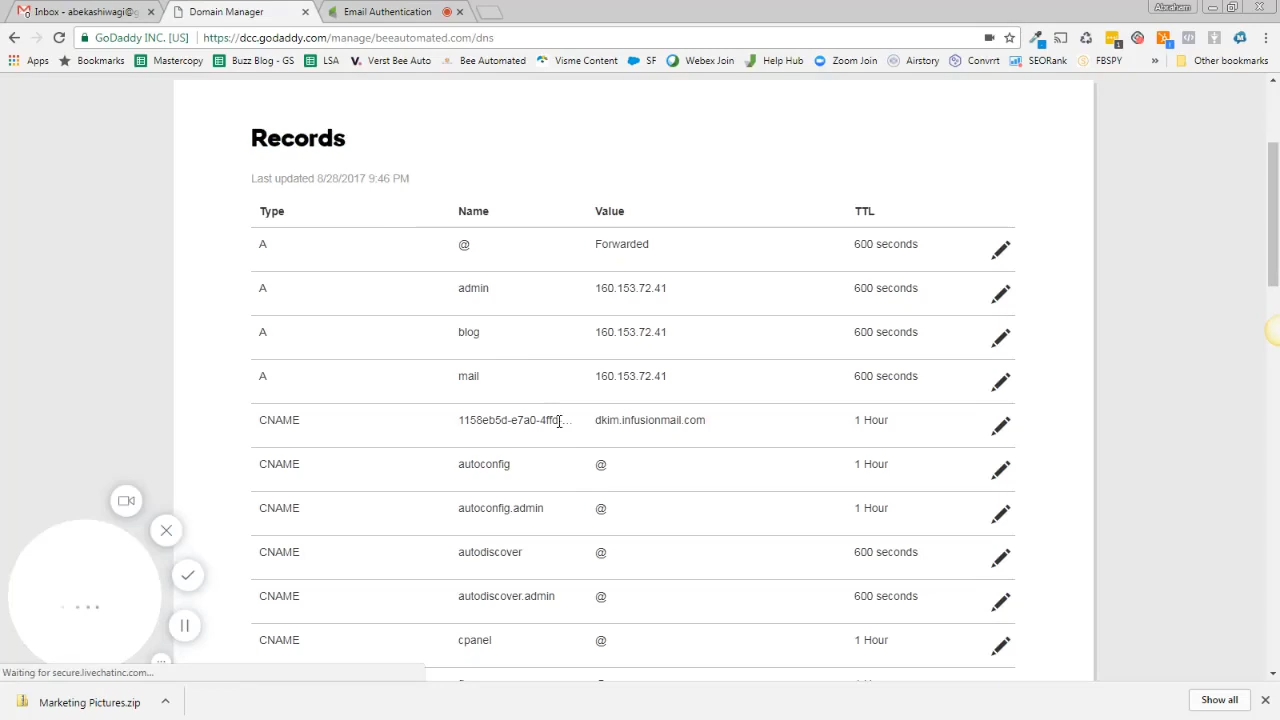 Inbox - abekashiwagi@g
Domain Manager
Email Authentication
Abraham
GoDaddy INC. [US]
https://dcc.godaddy.com/manage/beeautomated.com/dns
Apps
Bookmarks
Mastercopy
Buzz Blog - GS
LSA
Verst Bee Auto
Bee Automated
Visme Content
SF
Webex Join
Help Hub
Zoom Join
Airstory
Convrt
SEORank
FBSPY
»
Other bookmarks
Records
Last updated 8/28/2017 9:46 PM
Type Name Value TTL
A @ Forwarded 600 seconds
A admin 160.153.72.41 600 seconds
A blog 160.153.72.41 600 seconds
A mail 160.153.72.41 600 seconds
CNAME 1158eb5d-e7a0-4ffd-... dkim.infusionmail.com 1 Hour
CNAME autoconfig @ 1 Hour
CNAME autoconfig.admin @ 1 Hour
CNAME autodiscover @ 600 seconds
CNAME autodiscover.admin @ 600 seconds
CNAME cpanel @ 1 Hour
Waiting for secure.livechatinc.com...
Marketing Pictures.zip
Show all